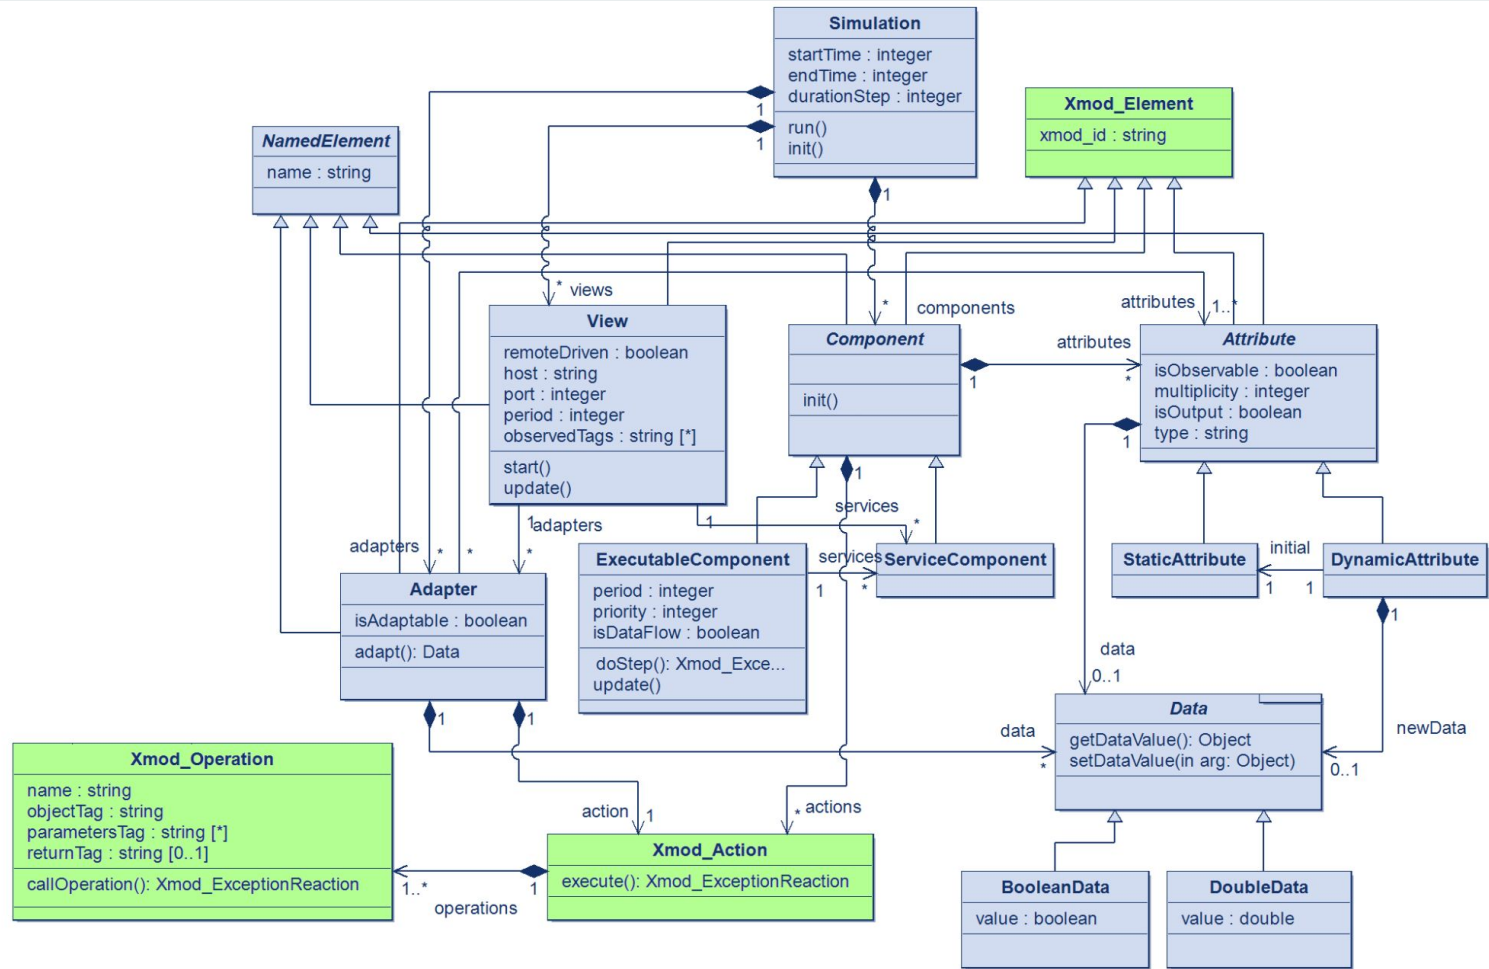 Simulation
startTime : integer
endTime : integer
durationStep : integer
run()
init()
1
1
1
Xmod_Element
xmod_id : string
NamedElement
name : string
* views
View
remoteDriven : boolean
host : string
port : integer
period : integer
observedTags : string [*]
start()
update()
*
components
Component
init()
attributes
1..*
attributes
1
*
Attribute
isObservable : boolean
multiplicity : integer
isOutput : boolean
type : string
1
1
services
1
adapters
1
*
adapters
*
*
*
Adapter
isAdaptable : boolean
adapt(): Data
1
1
ExecutableComponent
period : integer
priority : integer
isDataFlow : boolean
doStep(): Xmod_Exce...
update()
services
1
*
ServiceComponent
StaticAttribute
initial
1
1
DynamicAttribute
1
data
0..1
Data
getDataValue(): Object
setDataValue(in arg: Object)
data
*
newData
0..1
Xmod_Operation
name : string
objectTag : string
parametersTag : string [*]
returnTag : string [0..1]
callOperation(): Xmod_ExceptionReaction
action
1
* actions
Xmod_Action
execute(): Xmod_ExceptionReaction
1..*
1
operations
BooleanData
value : boolean
DoubleData
value : double